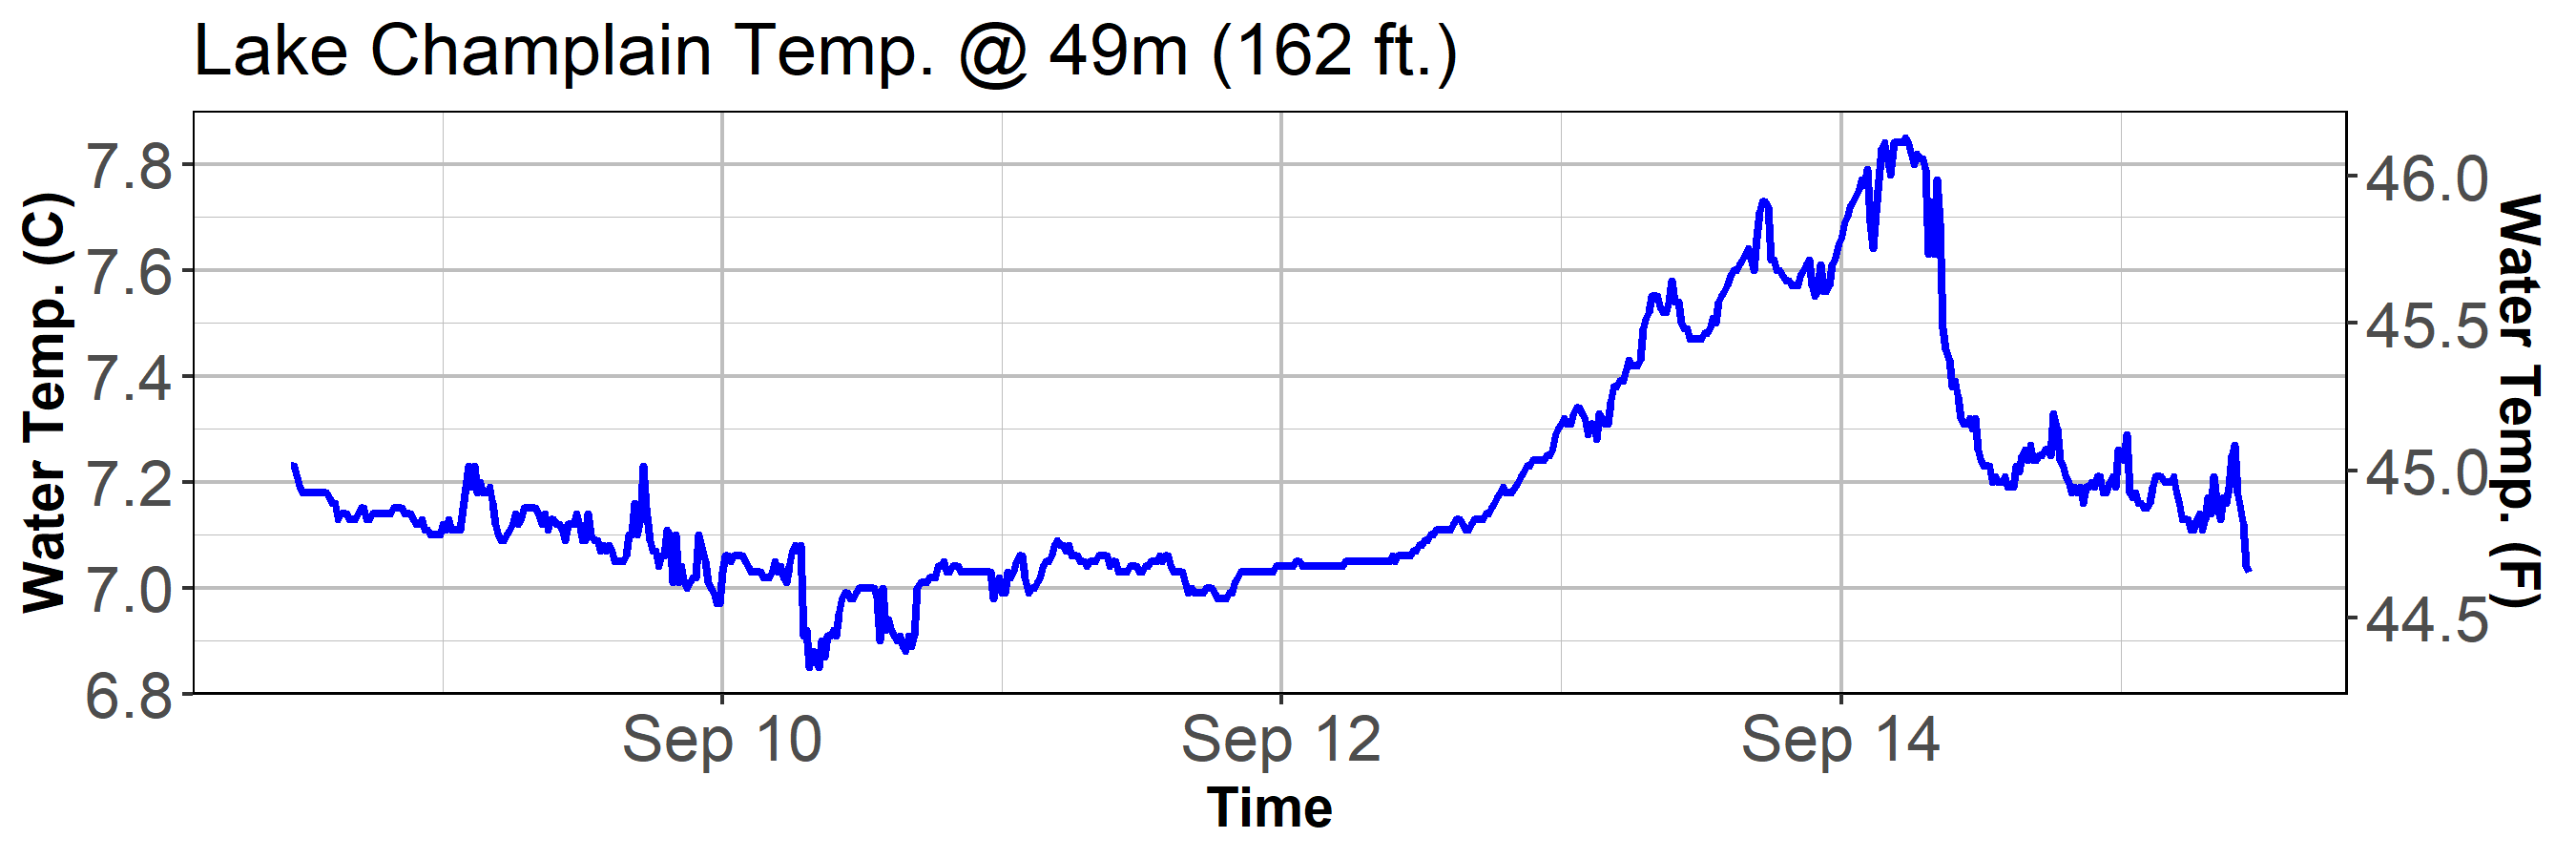 Lake Champlain Temp. @ 49m (162 ft.)
Water Temp. (C)
7.8
7.6
7.4
7.2
7.0
6.8
46.0
45.5
45.0
44.5
Water Temp. (F)
Sep 10 Sep 12 Sep 14
Time